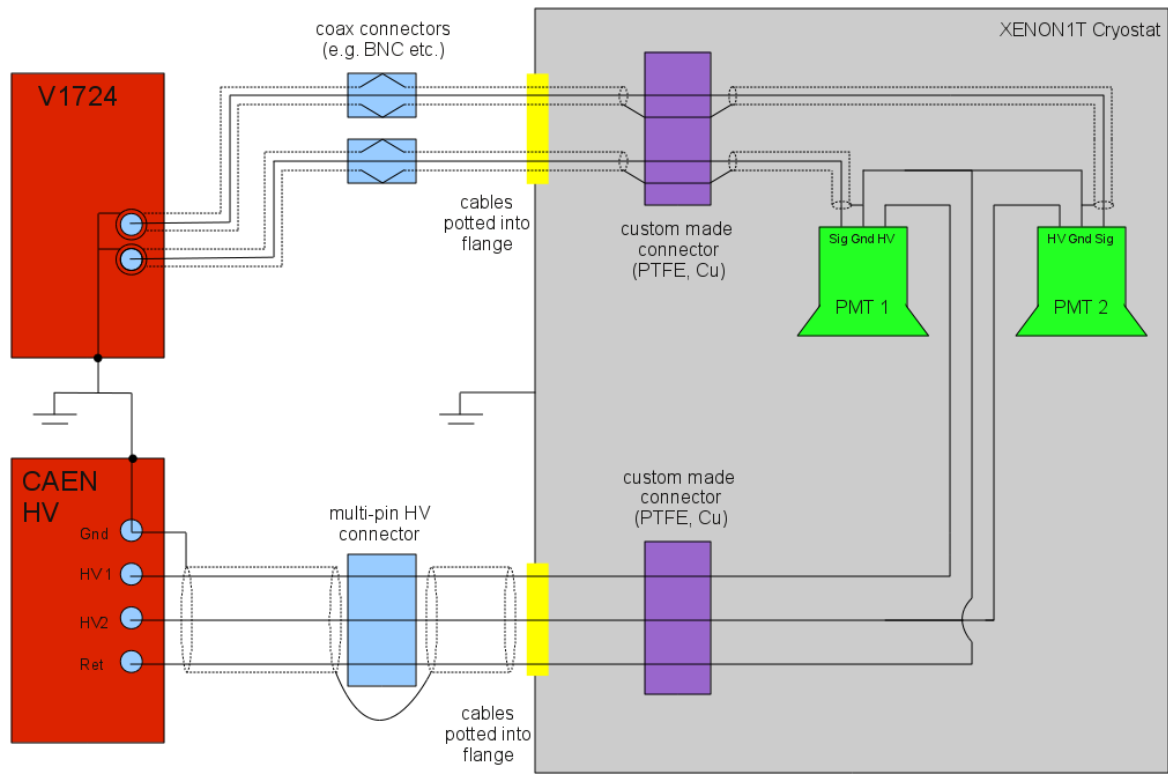 XENON1T Cryostat
coax connectors
(e.g. BNC etc.)
V1724
cables
potted into
flange
custom made
connector
(PTFE, Cu)
Sig Gnd HV
PMT 1
HV Gnd Sig
PMT 2
CAEN
HV
Gnd
HV1
HV2
Ret
multi-pin HV
connector
custom made
connector
(PTFE, Cu)
cables
potted into
flange